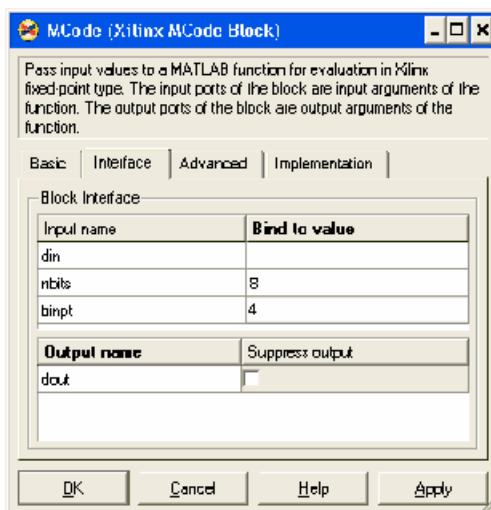 MCode (Xilinx MCode Block)
Pass input values to a MATLAB function for evaluation in Xilinx
fixed-point type. The input ports of the block are input arguments of the
function. The output ports of the block are output arguments of the
function.
Basic Interface Advanced Implementation
Block Interface
Input name Bind to value
din
nbits 8
binpt 4
Output name Suppress output
dout
OK Cancel Help Apply